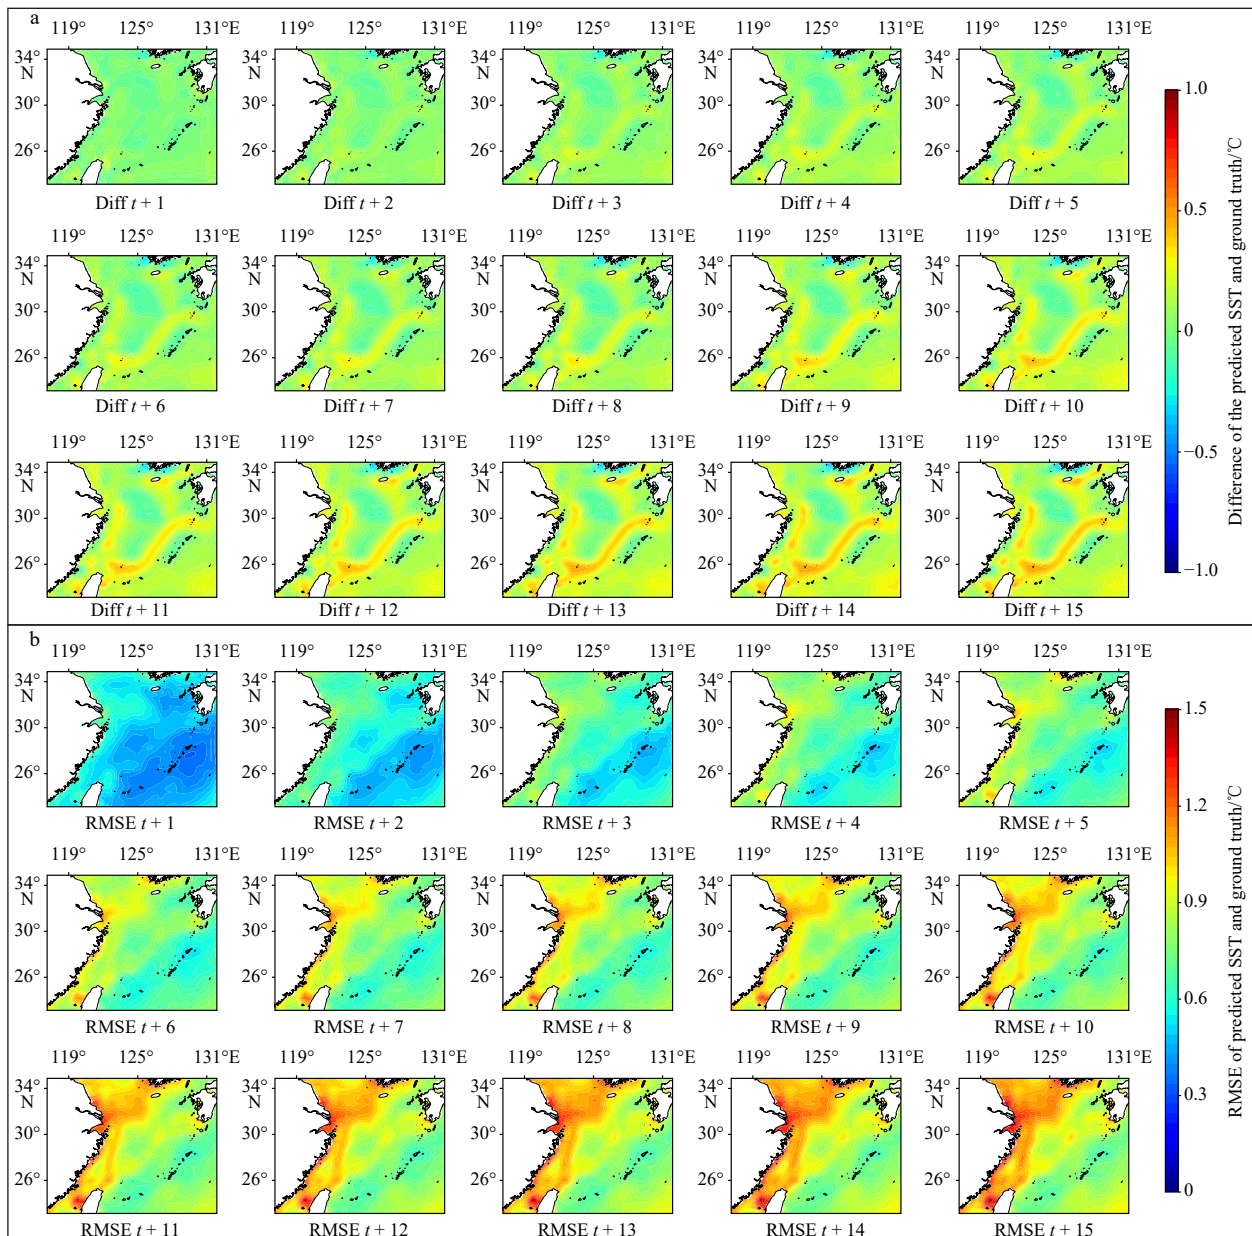 a
119° 125° 131°E 119° 125° 131°E 119° 125° 131°E 119° 125° 131°E 119° 125° 131°E
34° 34° 34° 34° 34°
N N N N N
30° 30° 30° 30° 30°
26° 26° 26° 26° 26°
Diff t + 1 Diff t + 2 Diff t + 3 Diff t + 4 Diff t + 5
119° 125° 131°E 119° 125° 131°E 119° 125° 131°E 119° 125° 131°E 119° 125° 131°E
34° 34° 34° 34° 34°
N N N N N
30° 30° 30° 30° 30°
26° 26° 26° 26° 26°
Diff t + 6 Diff t + 7 Diff t + 8 Diff t + 9 Diff t + 10
119° 125° 131°E 119° 125° 131°E 119° 125° 131°E 119° 125° 131°E 119° 125° 131°E
34° 34° 34° 34° 34°
N N N N N
30° 30° 30° 30° 30°
26° 26° 26° 26° 26°
Diff t + 11 Diff t + 12 Diff t + 13 Diff t + 14 Diff t + 15
1.0
0.5
0
−0.5
−1.0
Difference of the predicted SST and ground truth/°C
b
119° 125° 131°E 119° 125° 131°E 119° 125° 131°E 119° 125° 131°E 119° 125° 131°E
34° 34° 34° 34° 34°
N N N N N
30° 30° 30° 30° 30°
26° 26° 26° 26° 26°
RMSE t + 1 RMSE t + 2 RMSE t + 3 RMSE t + 4 RMSE t + 5
119° 125° 131°E 119° 125° 131°E 119° 125° 131°E 119° 125° 131°E 119° 125° 131°E
34° 34° 34° 34° 34°
N N N N N
30° 30° 30° 30° 30°
26° 26° 26° 26° 26°
RMSE t + 6 RMSE t + 7 RMSE t + 8 RMSE t + 9 RMSE t + 10
119° 125° 131°E 119° 125° 131°E 119° 125° 131°E 119° 125° 131°E 119° 125° 131°E
34° 34° 34° 34° 34°
N N N N N
30° 30° 30° 30° 30°
26° 26° 26° 26° 26°
RMSE t + 11 RMSE t + 12 RMSE t + 13 RMSE t + 14 RMSE t + 15
1.5
1.2
0.9
0.6
0.3
0
RMSE of predicted SST and ground truth/°C